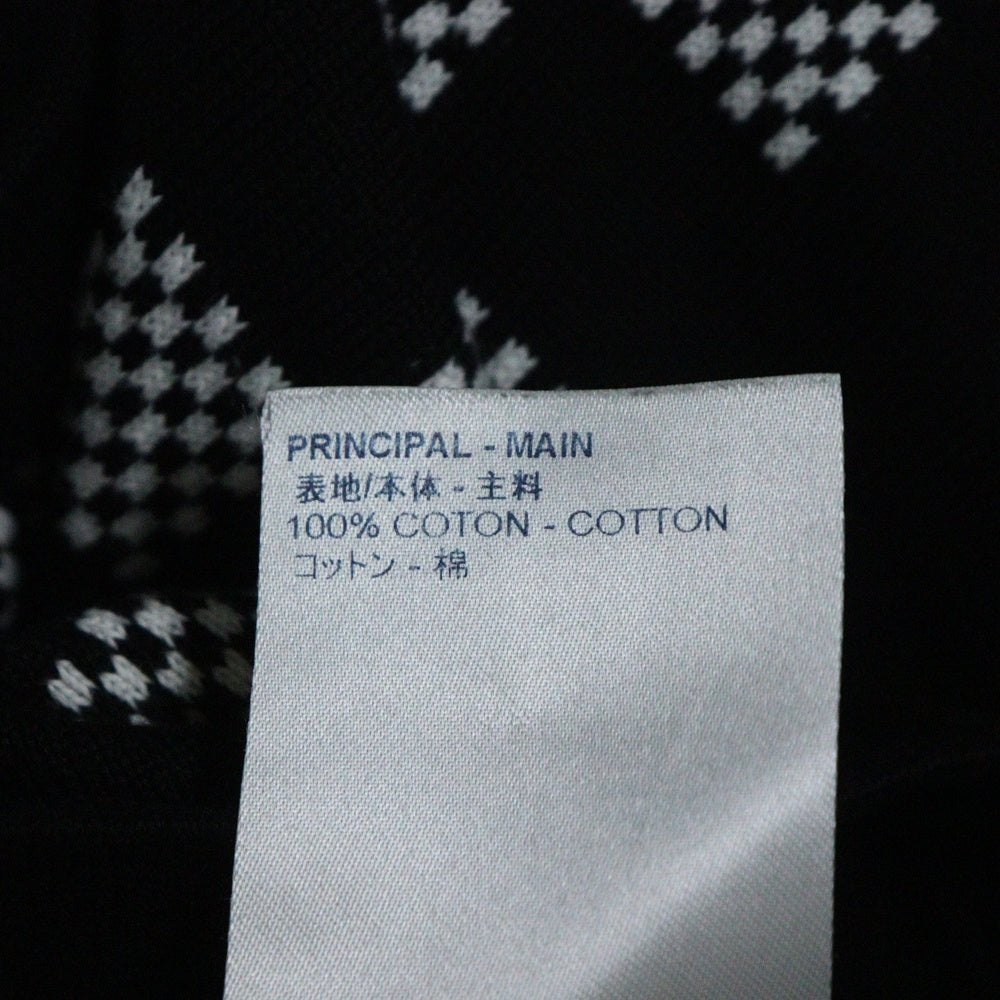 PRINCIPAL - MAIN
表地/本体 - 主料
100% COTON - COTTON
コットン - 棉